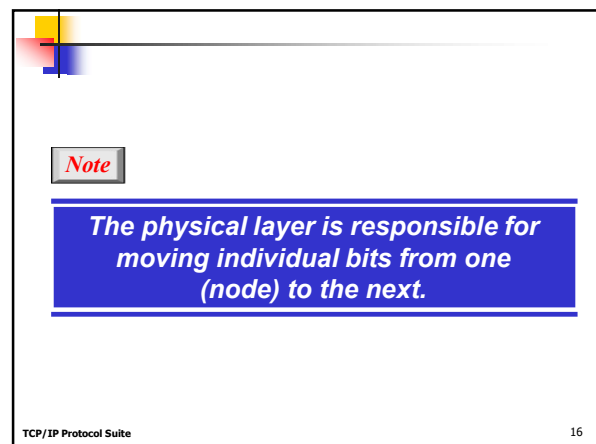 Note
The physical layer is responsible for
moving individual bits from one
(node) to the next.
TCP/IP Protocol Suite
16